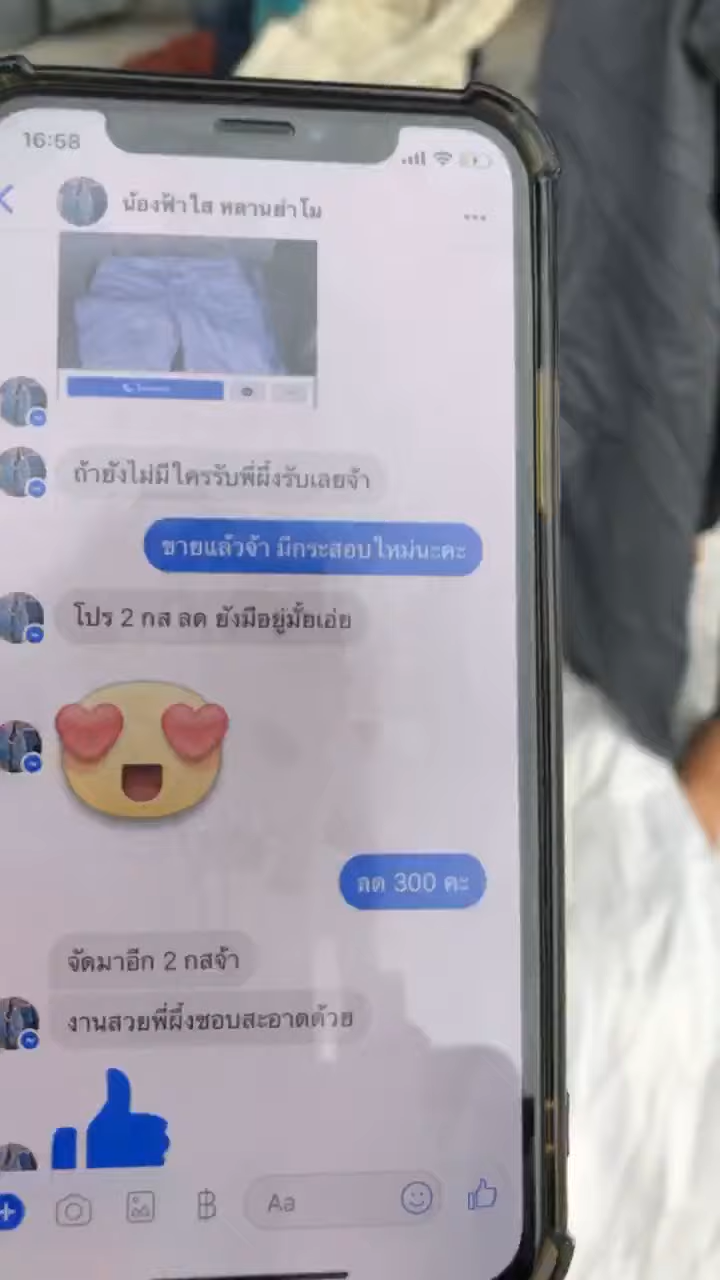 16:58
น้องฟ้าใส หลานย่าโม
ถ้ายังไม่มีใครรับพี่ผึ้งรับเลยจ้า
ขายแล้วจ้า มีกระสอบใหม่นะคะ
โปร 2 กส ลด ยังมีอยู่มั้ยเอ่ย
ลด 300 คะ
จัดมาอีก 2 กสจ้า
งานสวยพี่ผึ้งชอบสะอาดด้วย
Aa